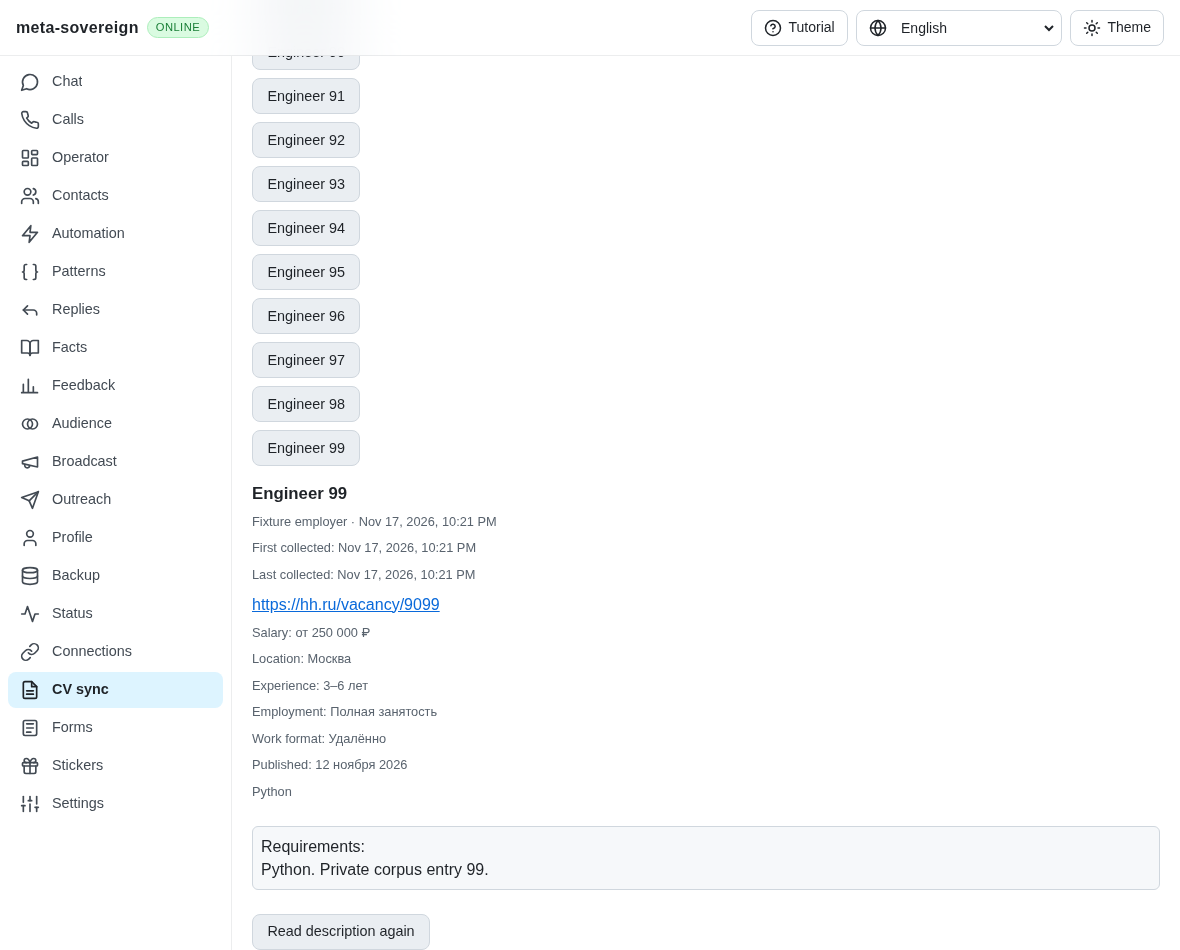 meta-sovereign
ONLINE
Tutorial
English
Theme
Chat
Calls
Operator
Contacts
Automation
Patterns
Replies
Facts
Feedback
Audience
Broadcast
Outreach
Profile
Backup
Status
Connections
CV sync
Forms
Stickers
Settings
Engineer 91
Engineer 92
Engineer 93
Engineer 94
Engineer 95
Engineer 96
Engineer 97
Engineer 98
Engineer 99
Engineer 99
Fixture employer · Nov 17, 2026, 10:21 PM
First collected: Nov 17, 2026, 10:21 PM
Last collected: Nov 17, 2026, 10:21 PM
https://hh.ru/vacancy/9099
Salary: от 250 000 ₽
Location: Москва
Experience: 3–6 лет
Employment: Полная занятость
Work format: Удалённо
Published: 12 ноября 2026
Python
Requirements:
Python. Private corpus entry 99.
Read description again